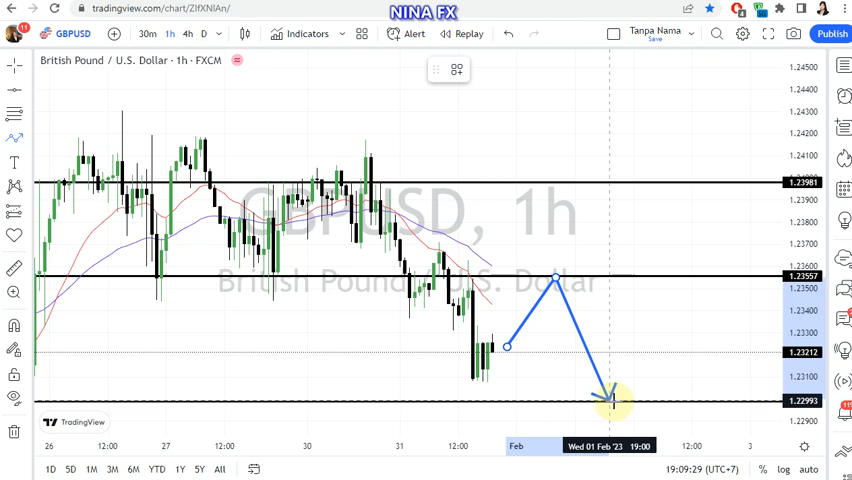 tradingview.com/chart/ZIfXNIAn/
NINA FX
11
GBPUSD
30m
1h
4h
D
Indicators
Alert
Replay
Tanpa Nama
Save
Publish
British Pound / U.S. Dollar · 1h · FXCM
GBPUSD, 1h
British Pound / U.S. Dollar
1.24500
1.24400
1.24300
1.24200
1.24100
1.23981
1.23900
1.23800
1.23700
1.23600
1.23557
1.23500
1.23400
1.23300
1.23212
1.23100
1.22993
1.22900
TradingView
26
12:00
27
12:00
30
31
12:00
Feb
Wed 01 Feb '23 19:00
12:00
3
1D
5D
1M
3M
6M
YTD
1Y
5Y
All
19:09:29 (UTC+7)
%
log
auto